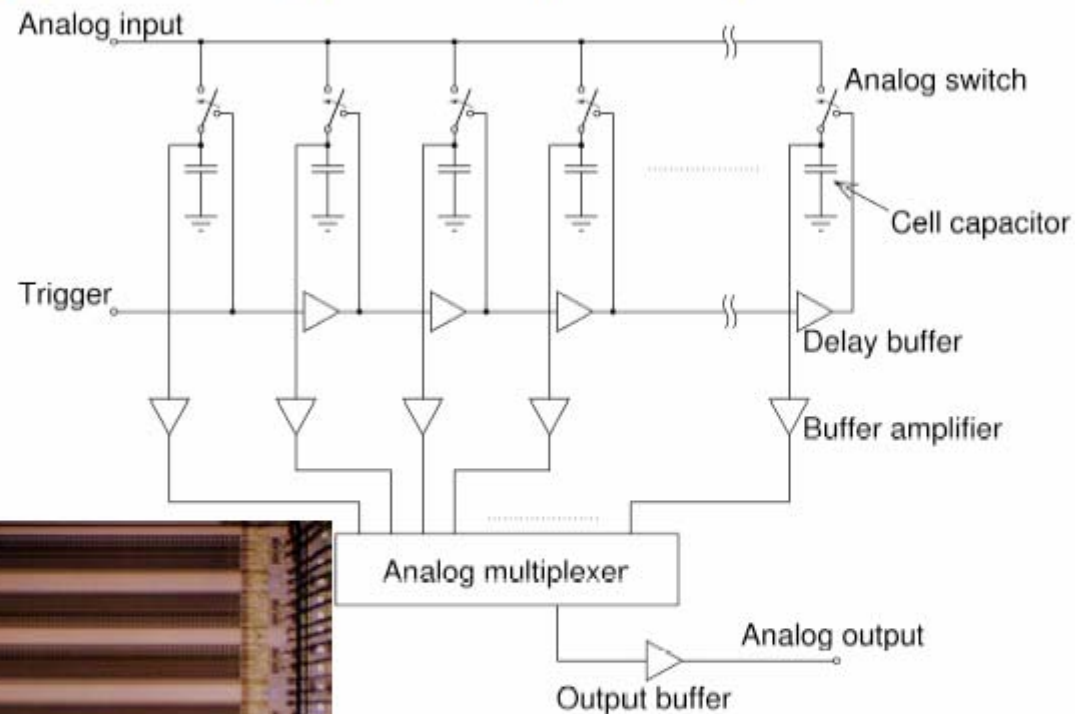 Analog input
Analog switch
Cell capacitor
Trigger
Delay buffer
Buffer amplifier
Analog multiplexer
Analog output
Output buffer